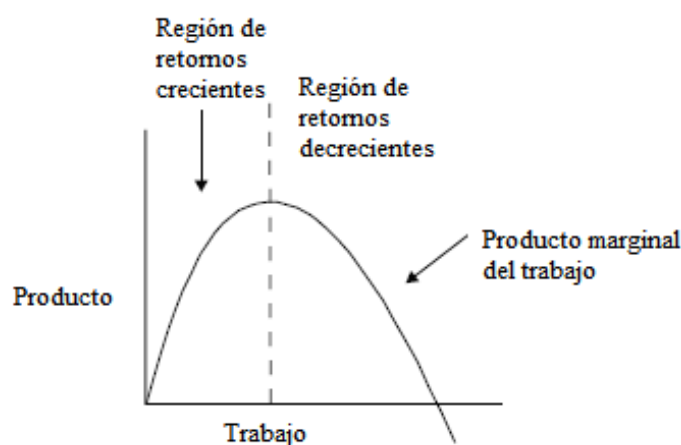 Región de
retornos
crecientes
Región de
retornos
decrecientes
Producto marginal
del trabajo
Producto
Trabajo